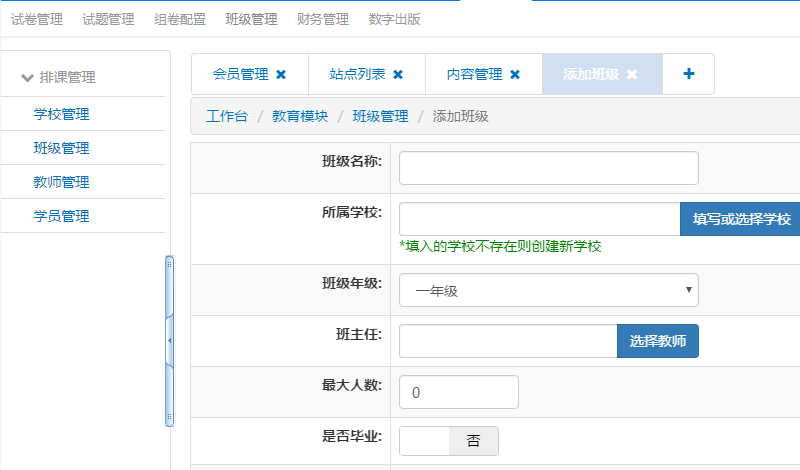 试卷管理 试题管理 组卷配置 班级管理 财务管理 数字出版
排课管理
学校管理
班级管理
教师管理
学员管理
会员管理 站点列表 内容管理 添加班级
工作台 / 教育模块 / 班级管理 / 添加班级
班级名称:
所属学校: 填写或选择学校
*填入的学校不存在则创建新学校
班级年级: 一年级
班主任: 选择教师
最大人数: 0
是否毕业: 否